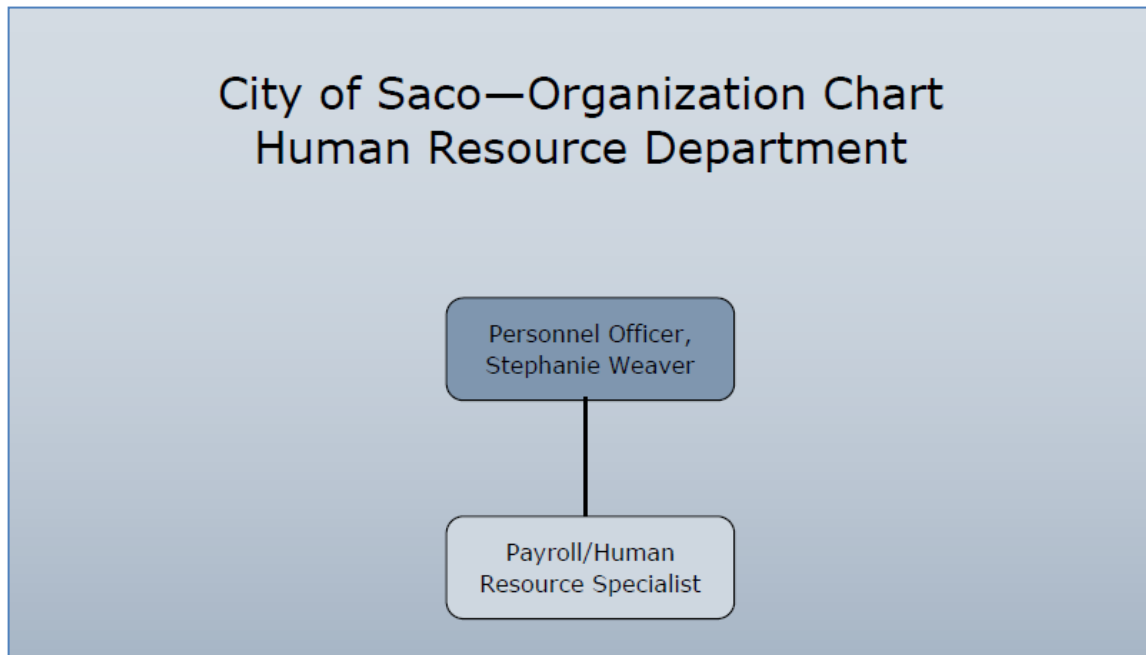 City of Saco—Organization Chart
Human Resource Department
Personnel Officer,
Stephanie Weaver
Payroll/Human
Resource Specialist